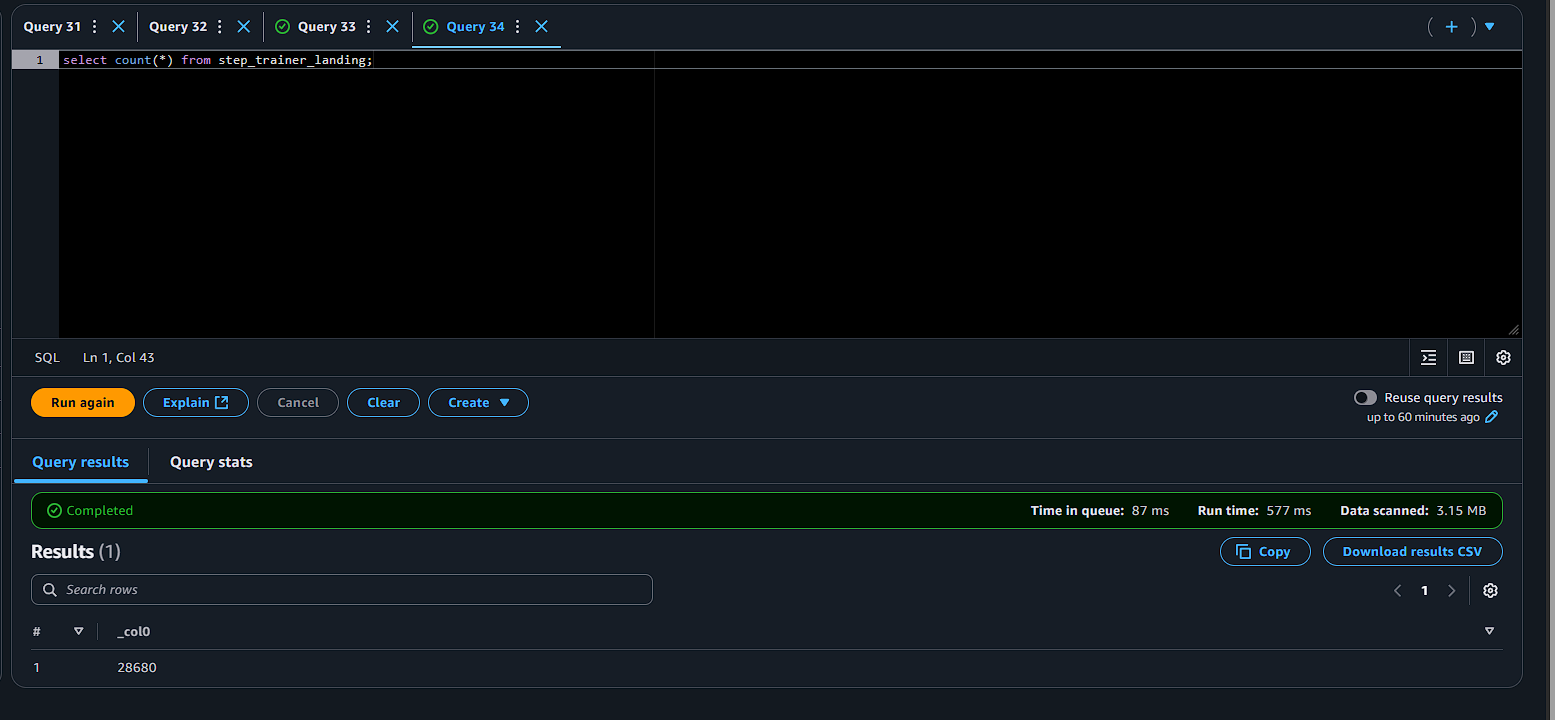 Query 31 Query 32 Query 33 Query 34
1 select count(*) from step_trainer_landing;
SQL Ln 1, Col 43
Run again Explain Cancel Clear Create Reuse query results
up to 60 minutes ago
Query results Query stats
Completed Time in queue: 87 ms Run time: 577 ms Data scanned: 3.15 MB
Results (1) Copy Download results CSV
Search rows 1
# _col0
1 28680